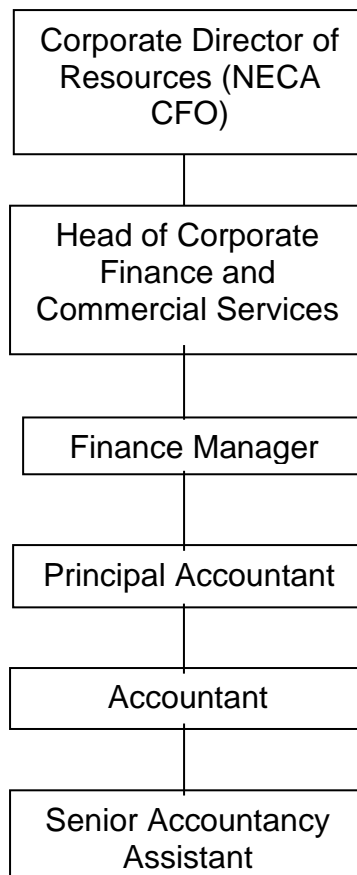 Corporate Director of
Resources (NECA
CFO)
Head of Corporate
Finance and
Commercial Services
Finance Manager
Principal Accountant
Accountant
Senior Accountancy
Assistant